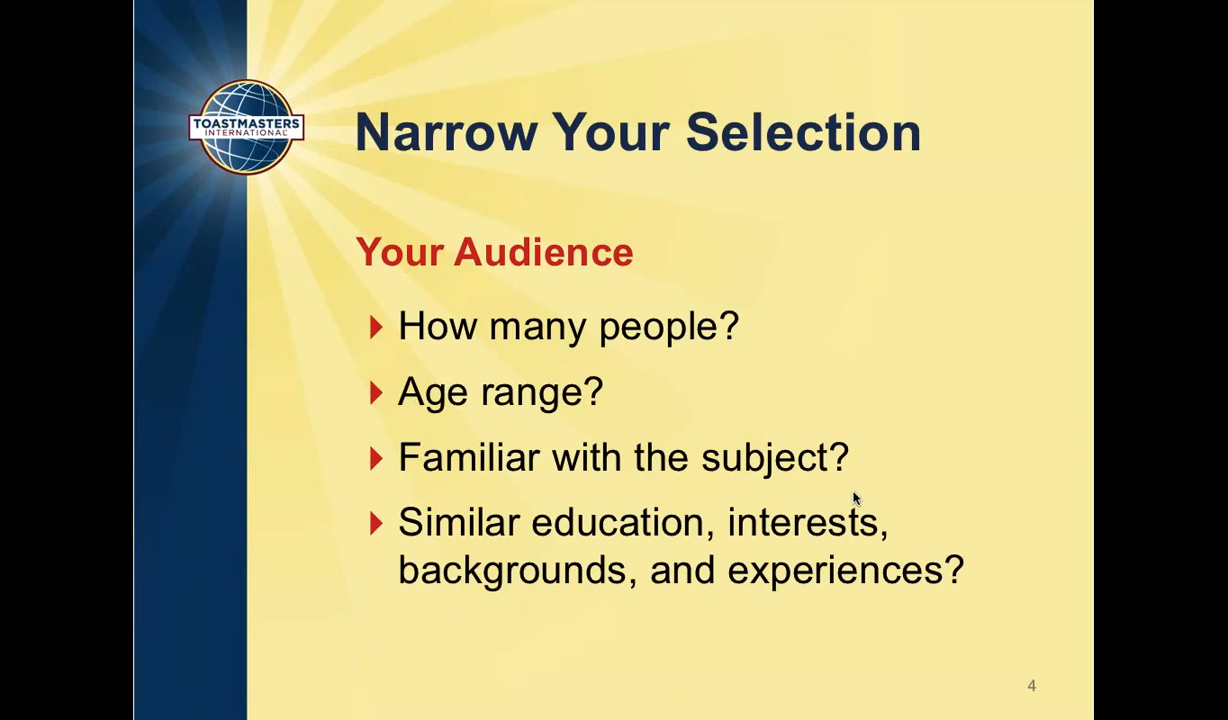 TOASTMASTERS
INTERNATIONAL
Narrow Your Selection
Your Audience
How many people?
Age range?
Familiar with the subject?
Similar education, interests,
backgrounds, and experiences?
4